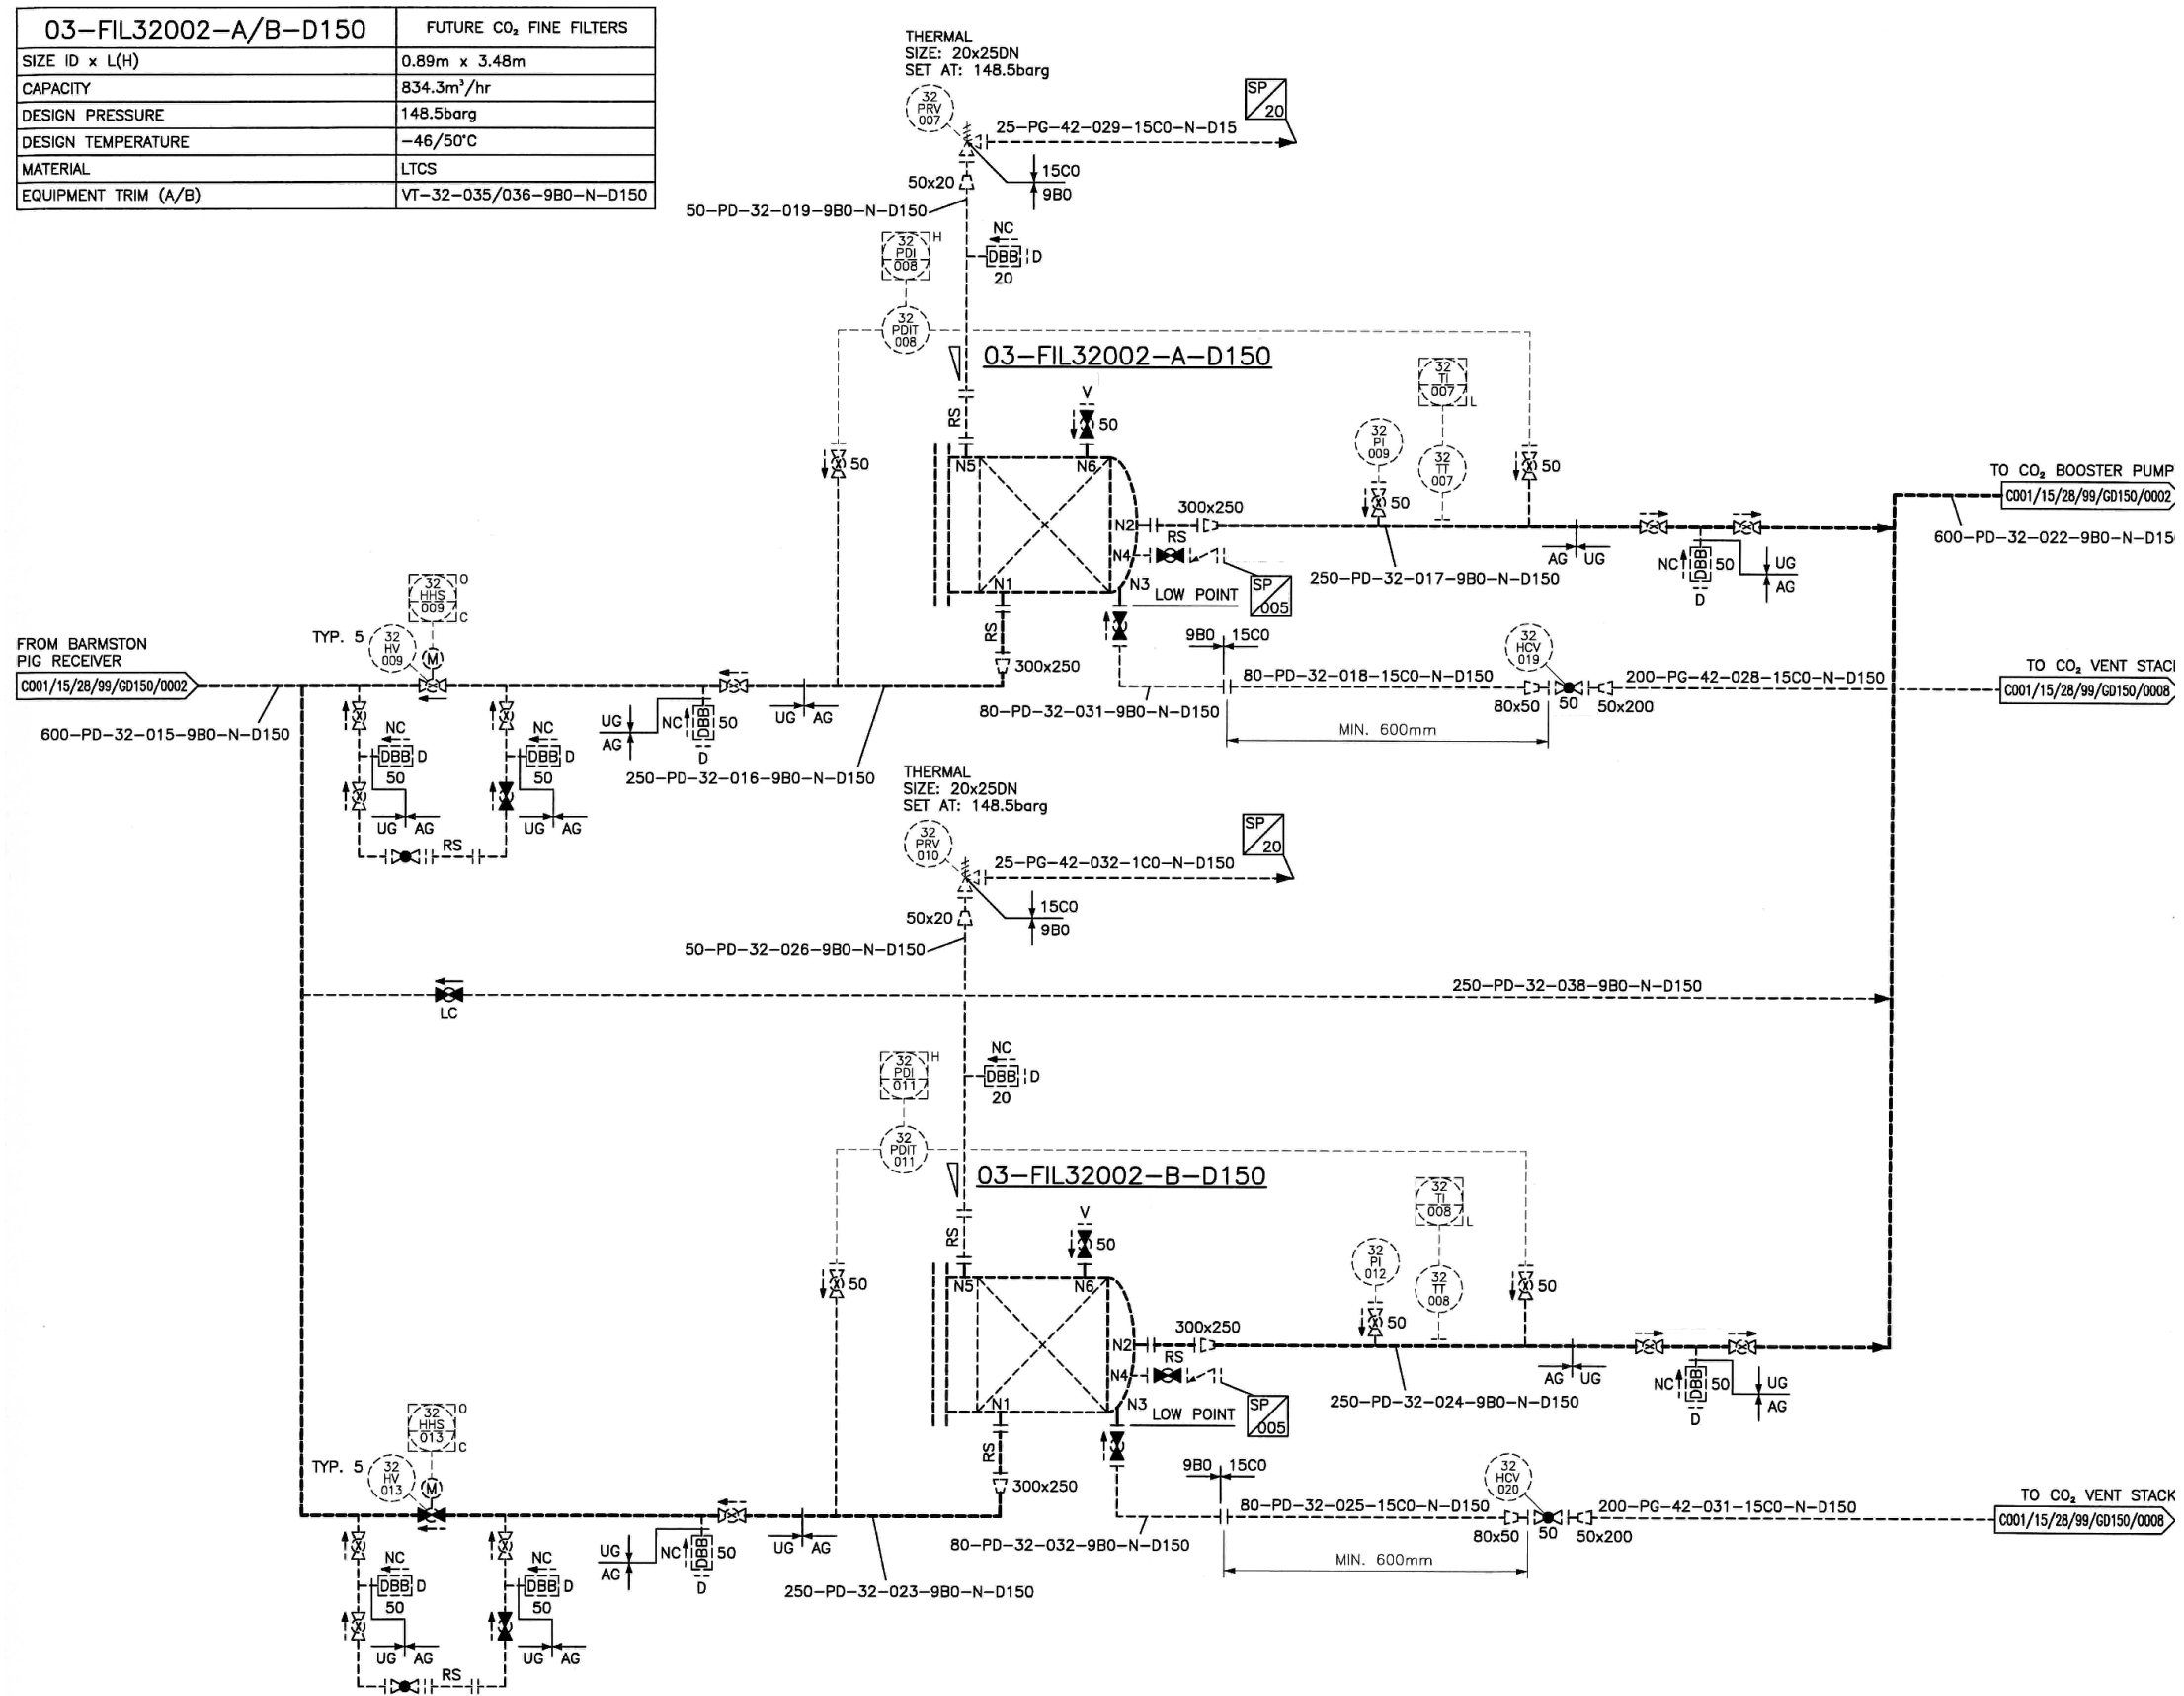 03-FIL32002-A/B-D150
FUTURE CO₂ FINE FILTERS
SIZE ID x L(H)
0.89m x 3.48m
CAPACITY
834.3m³/hr
DESIGN PRESSURE
148.5barg
DESIGN TEMPERATURE
-46/50°C
MATERIAL
LTCS
EQUIPMENT TRIM (A/B)
VT-32-035/036-9B0-N-D150
THERMAL
SIZE: 20x25DN
SET AT: 148.5barg
32
PRV
007
SP
20
25-PG-42-029-15C0-N-D15
15C0
9B0
50x20
50-PD-32-019-9B0-N-D150
NC
DBB
D
20
32
PDI
008
H
32
PDIT
008
03-FIL32002-A-D150
RS
V
50
N5
N6
50
32
PI
009
50
32
TI
007
L
32
TT
007
50
TO CO₂ BOOSTER PUMP
C001/15/28/99/GD150/0002
600-PD-32-022-9B0-N-D15
N2
300x250
N4
RS
N1
N3
LOW POINT
SP
005
250-PD-32-017-9B0-N-D150
AG
UG
NC
DBB
50
D
UG
AG
RS
300x250
9B0
15C0
32
HCV
019
80-PD-32-018-15C0-N-D150
80x50
50
50x200
200-PG-42-028-15C0-N-D150
TO CO₂ VENT STACK
C001/15/28/99/GD150/0008
80-PD-32-031-9B0-N-D150
MIN. 600mm
FROM BARMSTON
PIG RECEIVER
C001/15/28/99/GD150/0002
600-PD-32-015-9B0-N-D150
TYP. 5
32
HHS
009
O
C
32
HV
009
M
NC
DBB
D
50
UG
AG
NC
DBB
D
50
UG
AG
RS
UG
AG
NC
DBB
50
D
UG
AG
250-PD-32-016-9B0-N-D150
THERMAL
SIZE: 20x25DN
SET AT: 148.5barg
32
PRV
010
SP
20
25-PG-42-032-1C0-N-D150
15C0
9B0
50x20
50-PD-32-026-9B0-N-D150
LC
250-PD-32-038-9B0-N-D150
NC
DBB
D
20
32
PDI
011
H
32
PDIT
011
03-FIL32002-B-D150
RS
V
50
N5
N6
50
32
PI
012
50
32
TI
008
L
32
TT
008
50
N2
300x250
N4
RS
N1
N3
LOW POINT
SP
005
250-PD-32-024-9B0-N-D150
AG
UG
NC
DBB
50
D
UG
AG
RS
300x250
9B0
15C0
32
HCV
020
80-PD-32-025-15C0-N-D150
80x50
50
50x200
200-PG-42-031-15C0-N-D150
TO CO₂ VENT STACK
C001/15/28/99/GD150/0008
80-PD-32-032-9B0-N-D150
MIN. 600mm
TYP. 5
32
HHS
013
O
C
32
HV
013
M
NC
DBB
D
50
UG
AG
NC
DBB
D
50
UG
AG
RS
UG
AG
NC
DBB
50
D
UG
AG
250-PD-32-023-9B0-N-D150